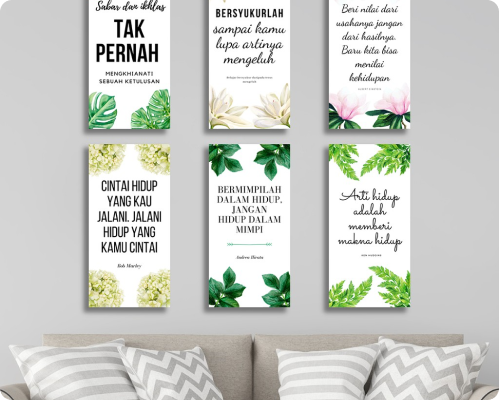 Sabar dan ikhlas
TAK
PERNAH
MENGKHIANATI
SEBUAH KETULUSAN
BERSYUKURLAH
sampai kamu
lupa artinya
mengeluh
Beri nilai dari
usahanya jangan
dari hasilnya.
Baru kita bisa
menilai
kehidupan
CINTAI HIDUP
YANG KAU
JALANI. JALANI
HIDUP YANG
KAMU CINTAI
Bob Marley
BERMIMPILAH
DALAM HIDUP,
JANGAN
HIDUP DALAM
MIMPI
Andrea Hirata
Arti hidup
adalah
memberi
makna hidup